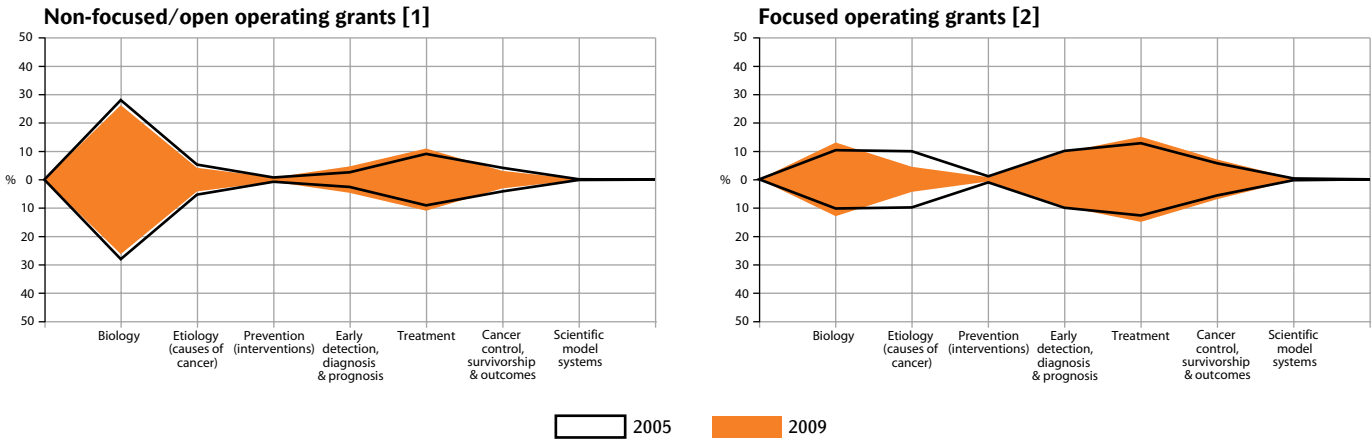 Non-focused/open operating grants [1]
50
40
30
20
10
% 0
10
20
30
40
50
Biology
Etiology
(causes of
cancer)
Prevention
(interventions)
Early
detection,
diagnosis
& prognosis
Treatment
Cancer
control,
survivorship
& outcomes
Scientific
model
systems
Focused operating grants [2]
50
40
30
20
10
% 0
10
20
30
40
50
Biology
Etiology
(causes of
cancer)
Prevention
(interventions)
Early
detection,
diagnosis
& prognosis
Treatment
Cancer
control,
survivorship
& outcomes
Scientific
model
systems
2005
2009